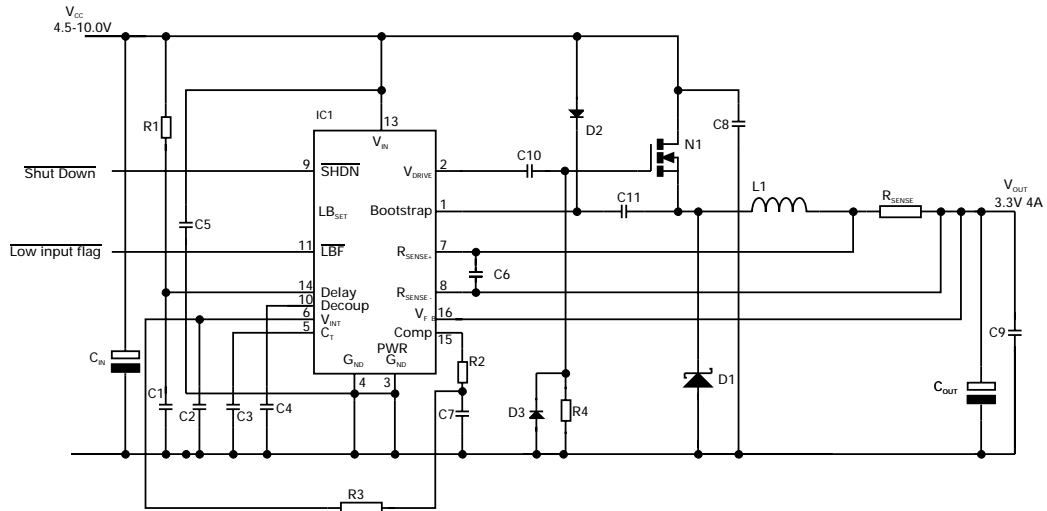 VCC
4.5-10.0V
IC1
R1
13
VIN
D2
N1
C8
C10
Shut Down
9
SHDN
VDRIVE
2
L1
RSENSE
VOUT
3.3V 4A
C11
LBSET
Bootstrap
1
C5
Low input flag
11
LBF
RSENSE+
7
C6
14
Delay
RSENSE -
8
10
Decoup
6
VINT
VF B
16
5
CT
Comp
15
C9
PWR
GND
GND
R2
CIN
4
3
D1
COUT
C1
C2
C3
C4
C7
D3
R4
R3